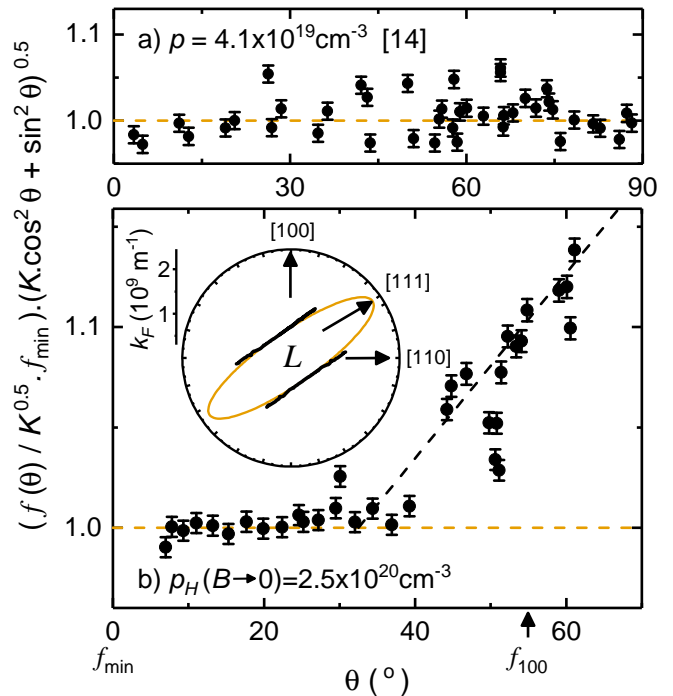 a) p = 4.1x10¹⁹cm⁻³ [14]
1.1
1.0
0 30 60 90
(f(θ) / K⁰·⁵. f_min).(K.cos² θ + sin² θ)⁰·⁵
k_F (10⁹ m⁻¹)
2
1
[100]
[111]
[110]
L
1.1
1.0
b) p_H(B→0)=2.5x10²⁰cm⁻³
0 20 40 60
f_min θ (°) f₁₀₀